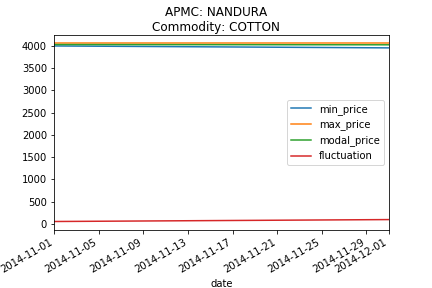 APMC: NANDURA
Commodity: COTTON
4000
3500
3000
2500
2000
1500
1000
500
0
min_price
max_price
modal_price
fluctuation
2014-11-01
2014-11-05
2014-11-09
2014-11-13
2014-11-17
2014-11-21
2014-11-25
2014-11-29
2014-12-01
date